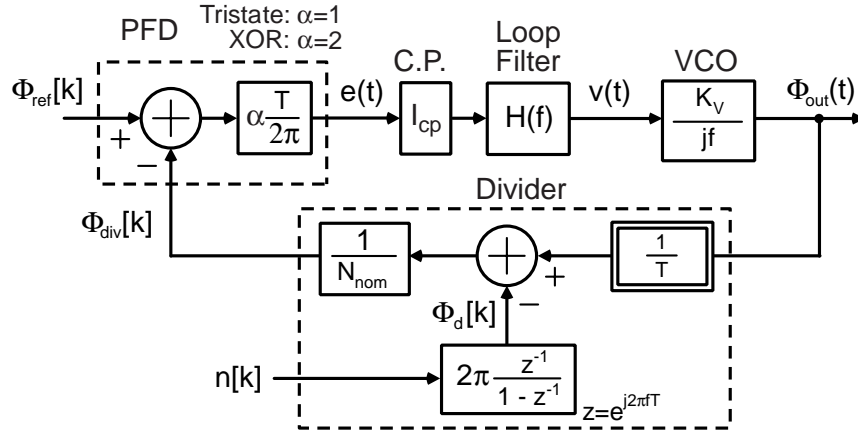 PFD
Tristate: α=1
XOR: α=2
C.P.
Loop
Filter
VCO
Φref[k]
+
−
α T/2π
e(t)
Icp
H(f)
v(t)
KV/jf
Φout(t)
Divider
Φdiv[k]
1/Nnom
+
−
1/T
Φd[k]
n[k]
2π z^-1/1 - z^-1
z=e^j2πfT